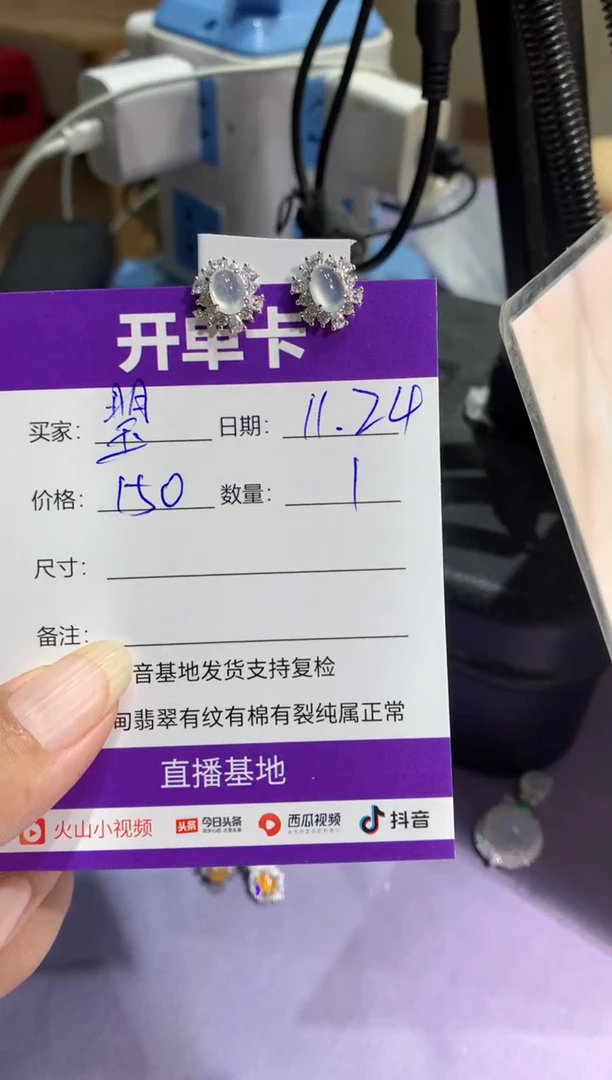 开单卡
买家： 日期：11.24
价格：150 数量：1
尺寸：
备注：
音基地发货支持复检
甸翡翠有纹有棉有裂纯属正常
直播基地
火山小视频 头条 今日头条 西瓜视频 抖音